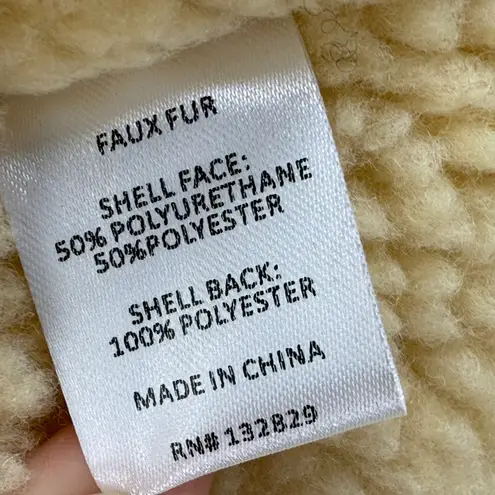 FAUX FUR
SHELL FACE:
50% POLYURETHANE
50%POLYESTER
SHELL BACK:
100% POLYESTER
MADE IN CHINA
RN# 132829